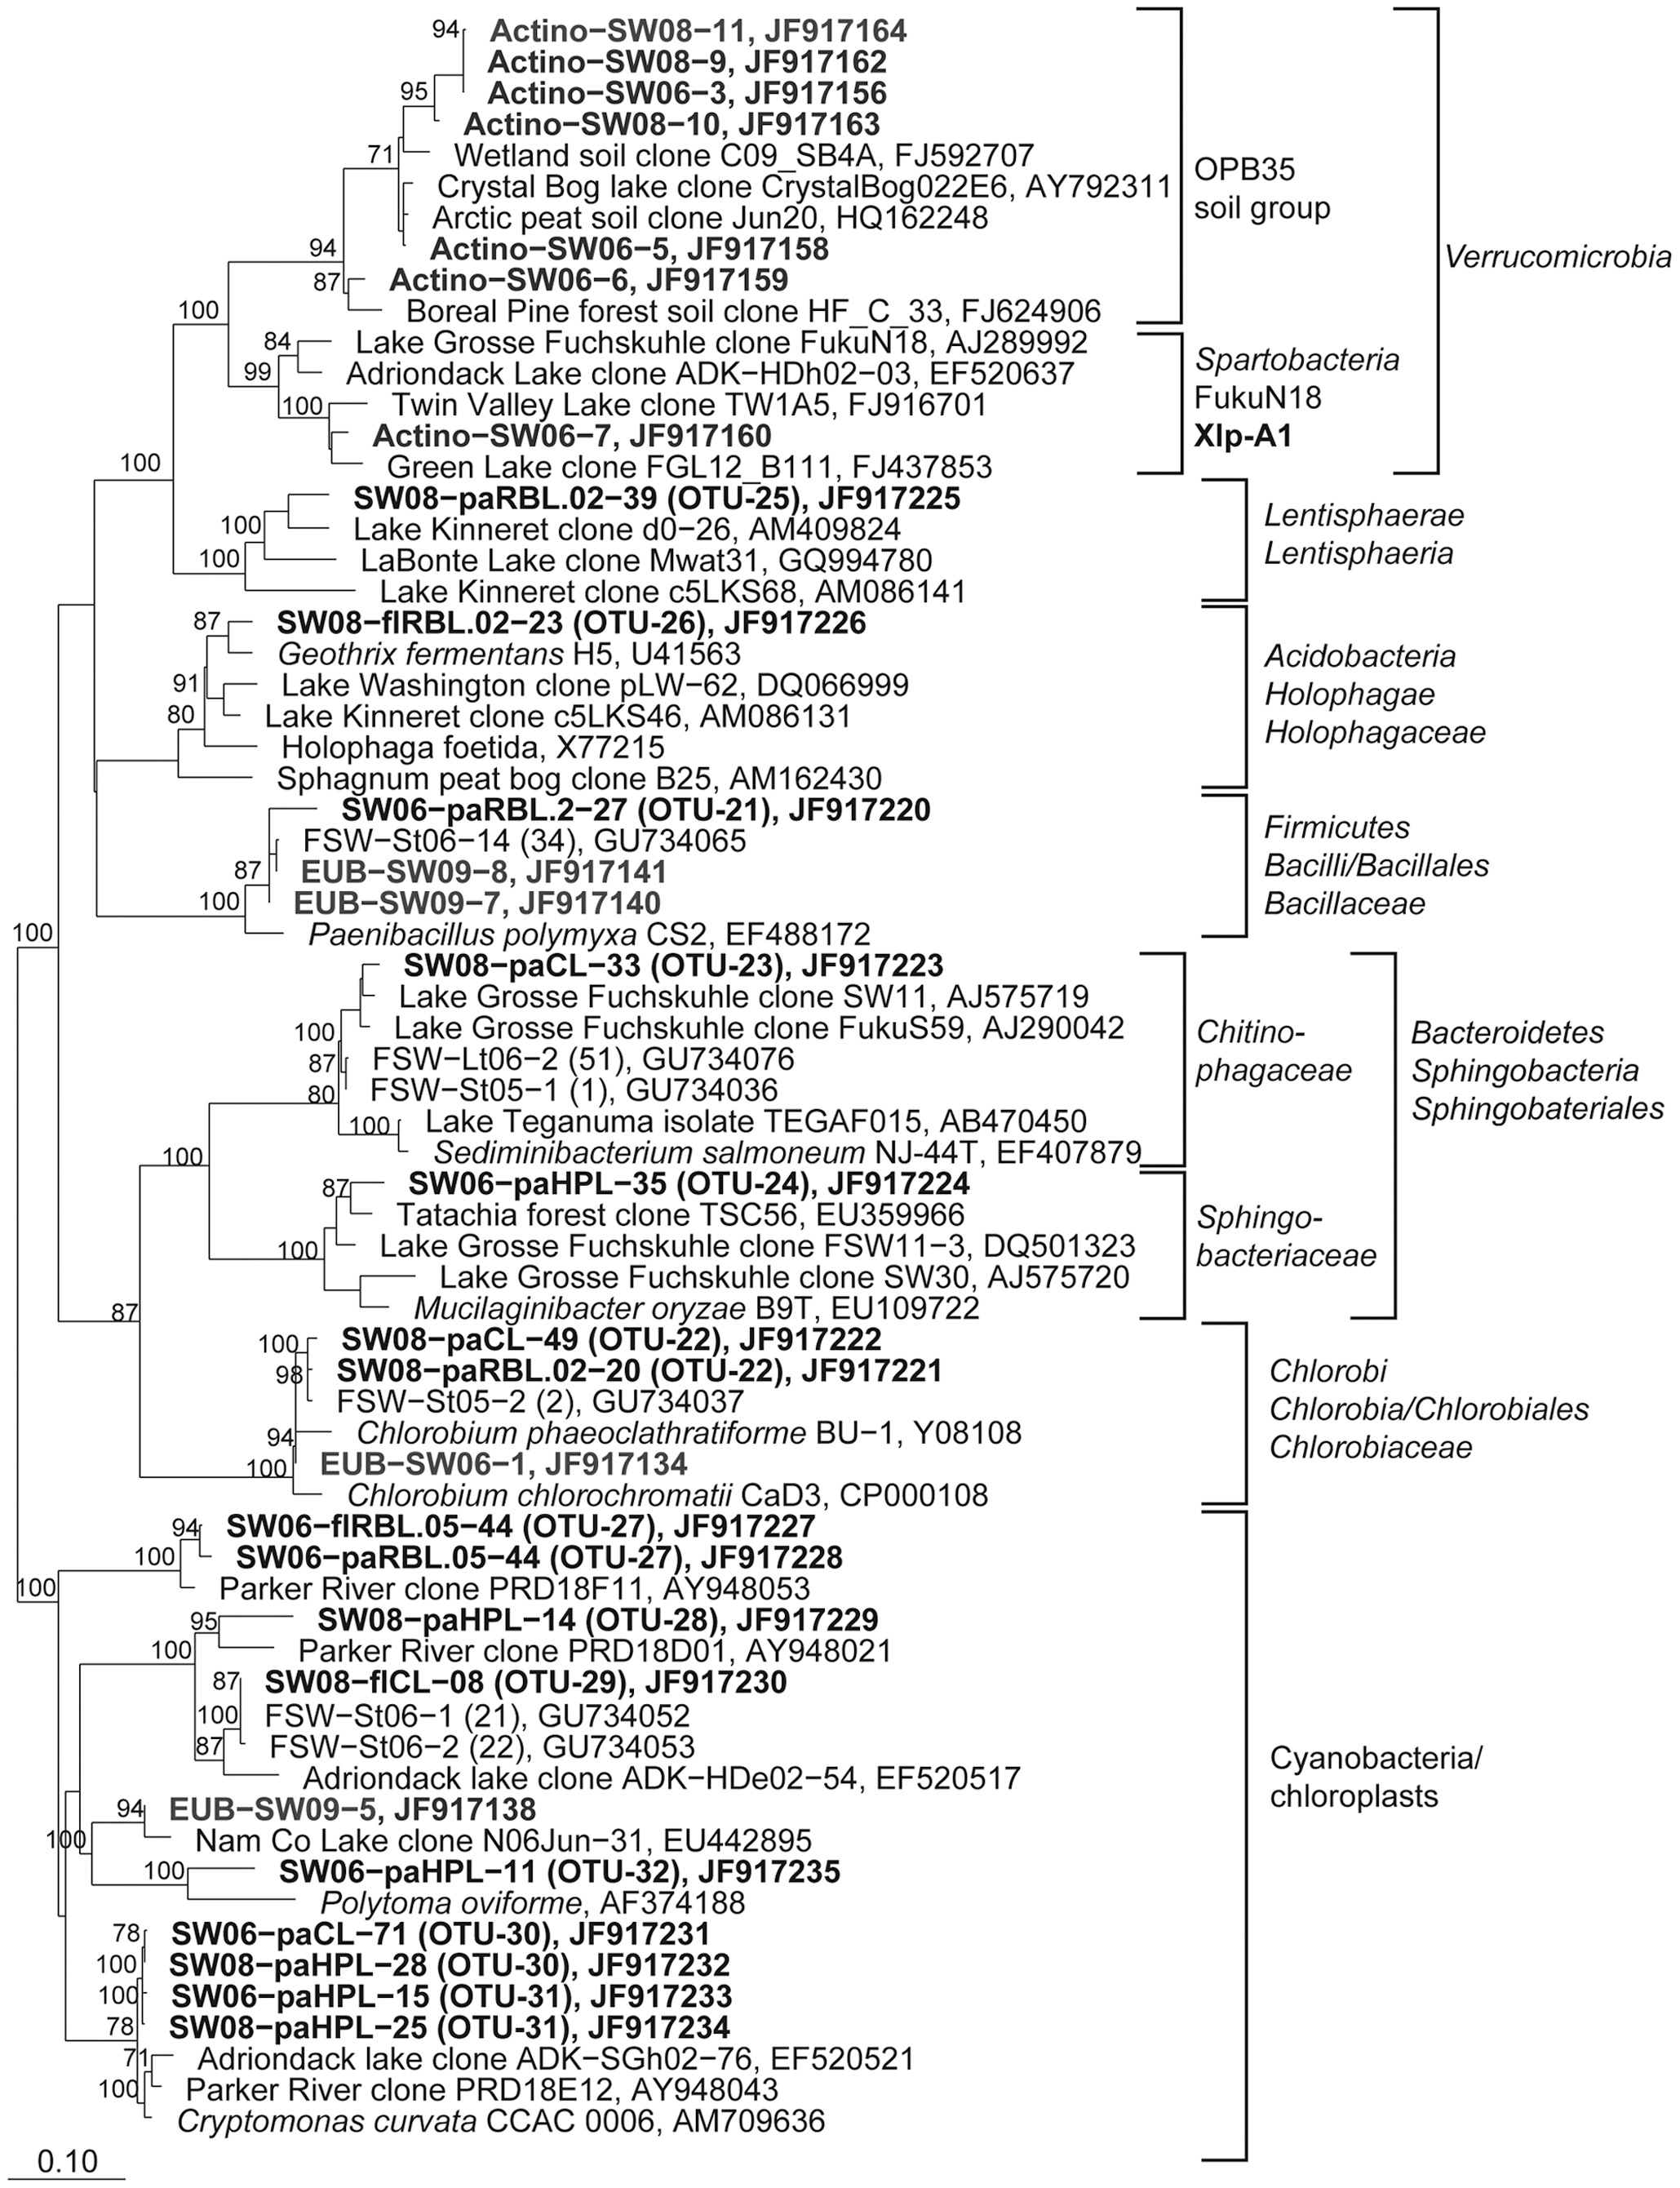 94 Actino−SW08−11, JF917164
Actino−SW08−9, JF917162
Actino−SW06−3, JF917156
95
Actino−SW08−10, JF917163
Wetland soil clone C09_SB4A, FJ592707
71
Crystal Bog lake clone CrystalBog022E6, AY792311
Arctic peat soil clone Jun20, HQ162248
Actino−SW06−5, JF917158
94
Actino−SW06−6, JF917159
87
Boreal Pine forest soil clone HF_C_33, FJ624906
OPB35
soil group
Verrucomicrobia
100
84 Lake Grosse Fuchskuhle clone FukuN18, AJ289992
Adriondack Lake clone ADK−HDh02−03, EF520637
99
100 Twin Valley Lake clone TW1A5, FJ916701
Actino−SW06−7, JF917160
Green Lake clone FGL12_B111, FJ437853
Spartobacteria
FukuN18
XIp-A1
100
SW08−paRBL.02−39 (OTU-25), JF917225
100 Lake Kinneret clone d0−26, AM409824
100 LaBonte Lake clone Mwat31, GQ994780
Lake Kinneret clone c5LKS68, AM086141
Lentisphaerae
Lentisphaeria
87 SW08−flRBL.02−23 (OTU-26), JF917226
Geothrix fermentans H5, U41563
91 Lake Washington clone pLW−62, DQ066999
80 Lake Kinneret clone c5LKS46, AM086131
Holophaga foetida, X77215
Sphagnum peat bog clone B25, AM162430
Acidobacteria
Holophagae
Holophagaceae
SW06−paRBL.2−27 (OTU-21), JF917220
FSW−St06−14 (34), GU734065
87 EUB−SW09−8, JF917141
100 EUB−SW09−7, JF917140
Paenibacillus polymyxa CS2, EF488172
Firmicutes
Bacilli/Bacillales
Bacillaceae
100
SW08−paCL−33 (OTU-23), JF917223
Lake Grosse Fuchskuhle clone SW11, AJ575719
100 Lake Grosse Fuchskuhle clone FukuS59, AJ290042
87 FSW−Lt06−2 (51), GU734076
80 FSW−St05−1 (1), GU734036
100 Lake Teganuma isolate TEGAF015, AB470450
Sediminibacterium salmoneum NJ-44T, EF407879
Chitino-
phagaceae
Bacteroidetes
Sphingobacteria
Sphingobateriales
100
87 SW06−paHPL−35 (OTU-24), JF917224
Tatachia forest clone TSC56, EU359966
100 Lake Grosse Fuchskuhle clone FSW11−3, DQ501323
Lake Grosse Fuchskuhle clone SW30, AJ575720
Mucilaginibacter oryzae B9T, EU109722
Sphingo-
bacteriaceae
87
100 SW08−paCL−49 (OTU-22), JF917222
98 SW08−paRBL.02−20 (OTU-22), JF917221
FSW−St05−2 (2), GU734037
94 Chlorobium phaeoclathratiforme BU−1, Y08108
100 EUB−SW06−1, JF917134
Chlorobium chlorochromatii CaD3, CP000108
Chlorobi
Chlorobia/Chlorobiales
Chlorobiaceae
94 SW06−flRBL.05−44 (OTU-27), JF917227
100 SW06−paRBL.05−44 (OTU-27), JF917228
100 Parker River clone PRD18F11, AY948053
95 SW08−paHPL−14 (OTU-28), JF917229
100 Parker River clone PRD18D01, AY948021
87 SW08−flCL−08 (OTU-29), JF917230
100 FSW−St06−1 (21), GU734052
87 FSW−St06−2 (22), GU734053
Adriondack lake clone ADK−HDe02−54, EF520517
94 EUB−SW09−5, JF917138
100 Nam Co Lake clone N06Jun−31, EU442895
100 SW06−paHPL−11 (OTU-32), JF917235
Polytoma oviforme, AF374188
78 SW06−paCL−71 (OTU-30), JF917231
100 SW08−paHPL−28 (OTU-30), JF917232
100 SW06−paHPL−15 (OTU-31), JF917233
78 SW08−paHPL−25 (OTU-31), JF917234
71 Adriondack lake clone ADK−SGh02−76, EF520521
100 Parker River clone PRD18E12, AY948043
Cryptomonas curvata CCAC 0006, AM709636
Cyanobacteria/
chloroplasts
0.10